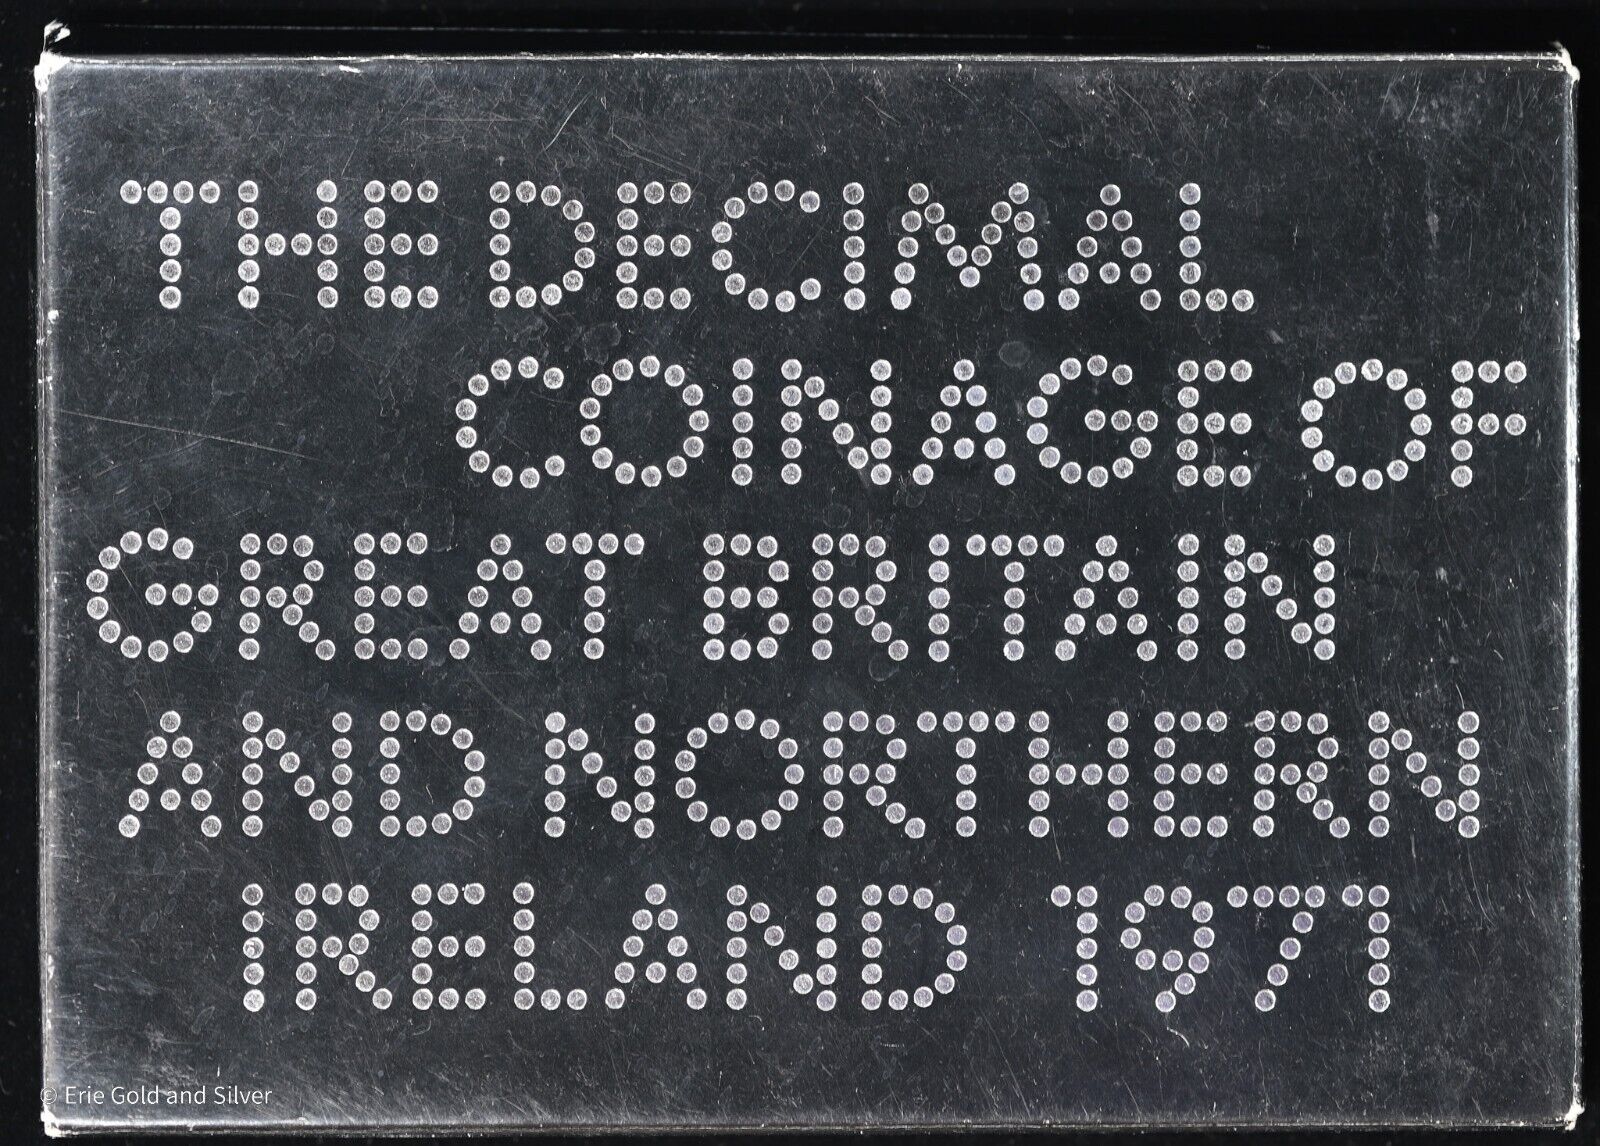 THE DECIMAL
COINAGE OF
GREAT BRITAIN
AND NORTHERN
IRELAND 1971
© Erie Gold and Silver